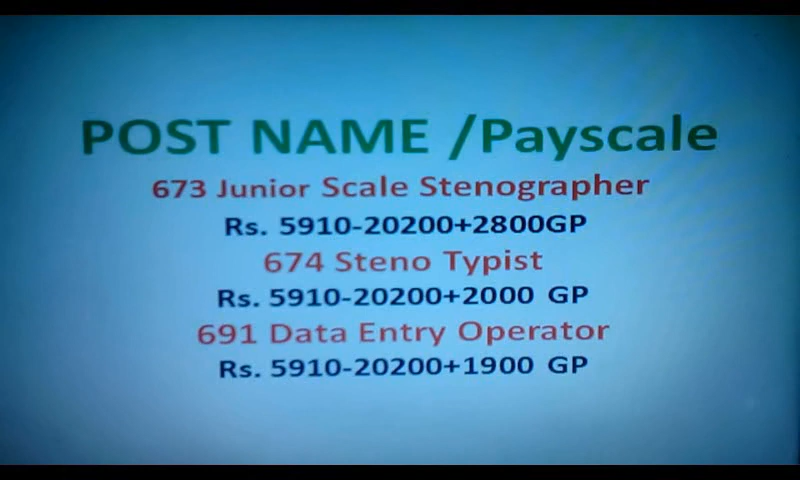 POST NAME /Payscale
673 Junior Scale Stenographer
Rs. 5910-20200+2800GP
674 Steno Typist
Rs. 5910-20200+2000 GP
691 Data Entry Operator
Rs. 5910-20200+1900 GP